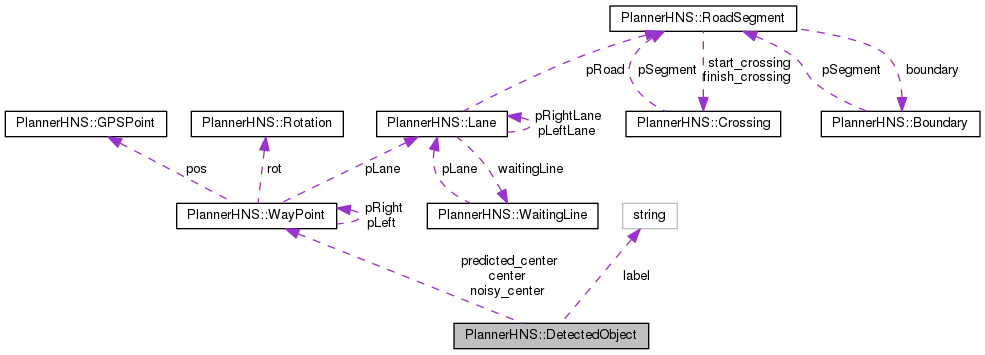 PlannerHNS::RoadSegment
start_crossing
finish_crossing
pRoad
pSegment
pSegment
boundary
PlannerHNS::GPSPoint
PlannerHNS::Rotation
PlannerHNS::Lane
pRightLane
pLeftLane
PlannerHNS::Crossing
PlannerHNS::Boundary
pos
rot
pLane
pLane
waitingLine
PlannerHNS::WayPoint
pRight
pLeft
PlannerHNS::WaitingLine
string
predicted_center
center
noisy_center
label
PlannerHNS::DetectedObject